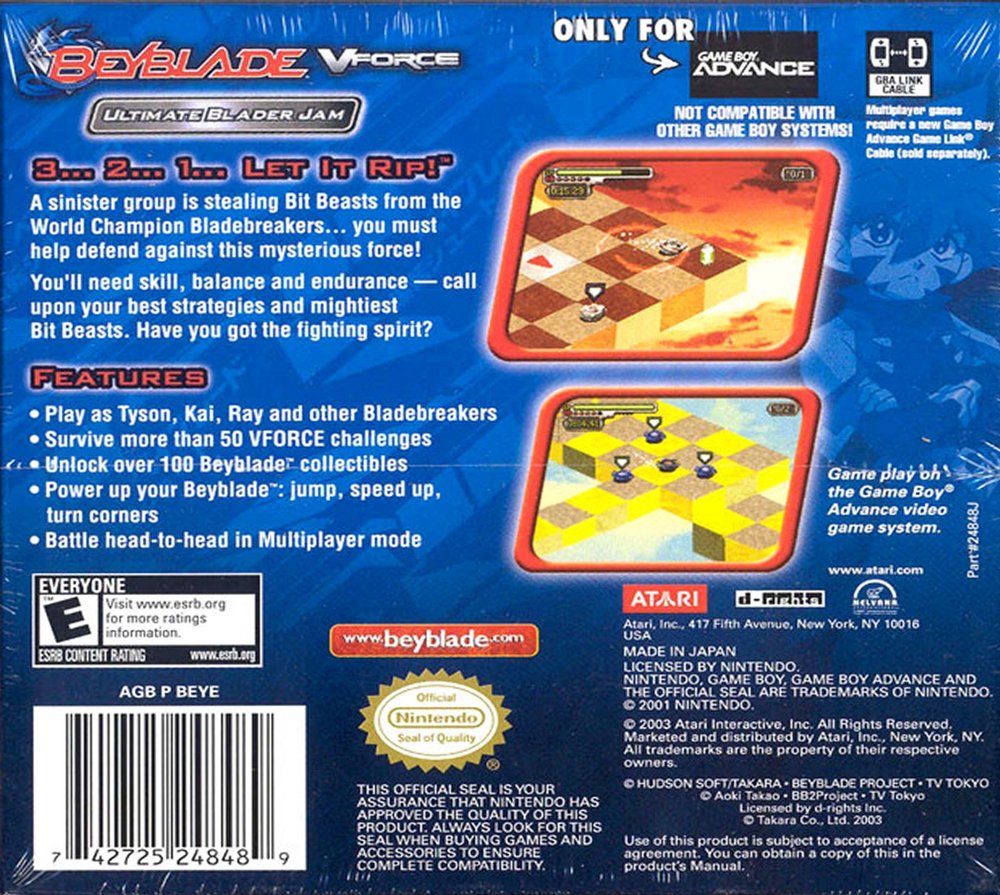 BEYBLADE VFORCE
ULTIMATE BLADER JAM
ONLY FOR
GAME BOY ADVANCE
NOT COMPATIBLE WITH
OTHER GAME BOY SYSTEMS!
GBA LINK
CABLE
Multiplayer games
require a new Game Boy
Advance Game Link®
Cable (sold separately).
3... 2... 1... LET IT RIP!™
A sinister group is stealing Bit Beasts from the
World Champion Bladebreakers... you must
help defend against this mysterious force!
You'll need skill, balance and endurance — call
upon your best strategies and mightiest
Bit Beasts. Have you got the fighting spirit?
FEATURES
• Play as Tyson, Kai, Ray and other Bladebreakers
• Survive more than 50 VFORCE challenges
• Unlock over 100 Beyblade™ collectibles
• Power up your Beyblade™: jump, speed up,
turn corners
• Battle head-to-head in Multiplayer mode
0:15:29
0/1
0/2
Game play on
the Game Boy®
Advance video
game system.
www.atari.com
Part#24848J
EVERYONE
E™
Visit www.esrb.org
for more ratings
information.
ESRB CONTENT RATING www.esrb.org
AGB P BEYE
7 42725 24848 9
www.beyblade.com
Official
Nintendo
Seal of Quality
®
THIS OFFICIAL SEAL IS YOUR
ASSURANCE THAT NINTENDO HAS
APPROVED THE QUALITY OF THIS
PRODUCT. ALWAYS LOOK FOR THIS
SEAL WHEN BUYING GAMES AND
ACCESSORIES TO ENSURE
COMPLETE COMPATIBILITY.
ATARI
d-rights
NELVANA
Atari, Inc., 417 Fifth Avenue, New York, NY 10016
USA
MADE IN JAPAN
LICENSED BY NINTENDO.
NINTENDO, GAME BOY, GAME BOY ADVANCE AND
THE OFFICIAL SEAL ARE TRADEMARKS OF NINTENDO.
© 2001 NINTENDO.
© 2003 Atari Interactive, Inc. All Rights Reserved.
Marketed and distributed by Atari, Inc., New York, NY.
All trademarks are the property of their respective
owners.
© HUDSON SOFT/TAKARA • BEYBLADE PROJECT • TV TOKYO
© Aoki Takao • BB2Project • TV Tokyo
Licensed by d-rights Inc.
© Takara Co., Ltd. 2003
Use of this product is subject to acceptance of a license
agreement. You can obtain a copy of this in the
product's Manual.